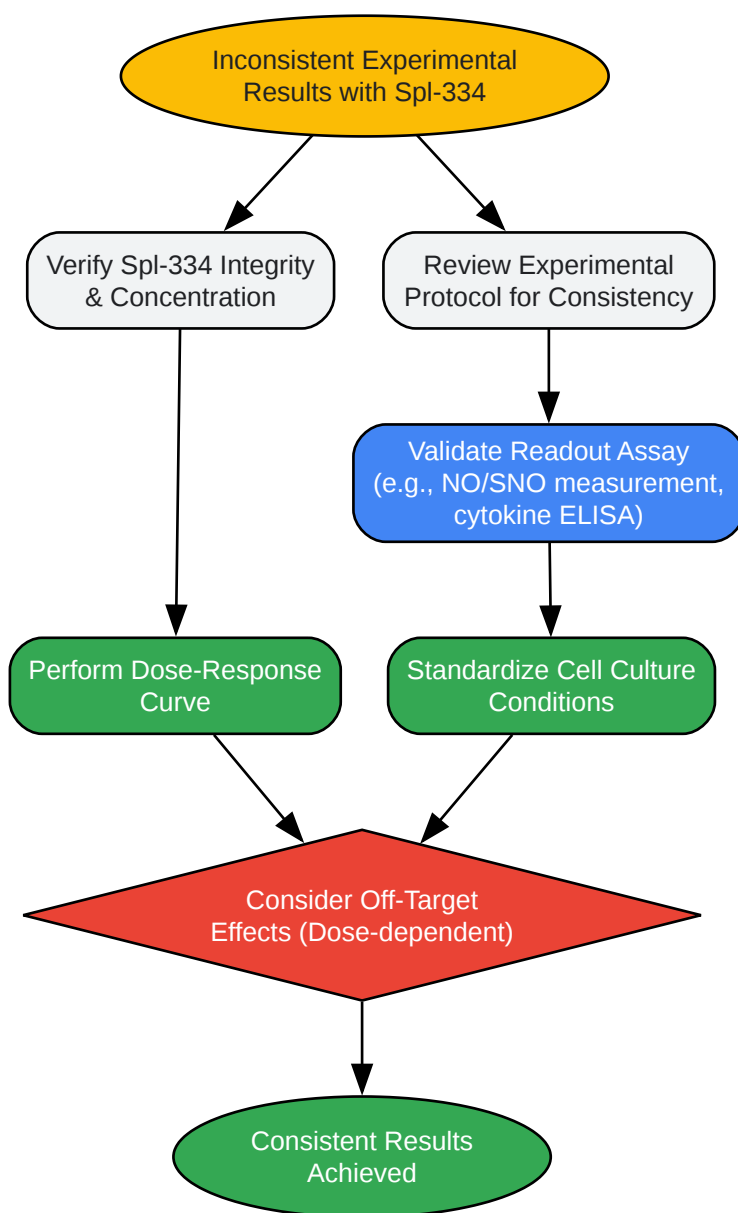 Inconsistent Experimental
Results with Spl-334
Verify Spl-334 Integrity
& Concentration
Review Experimental
Protocol for Consistency
Validate Readout Assay
(e.g., NO/SNO measurement,
cytokine ELISA)
Perform Dose-Response
Curve
Standardize Cell Culture
Conditions
Consider Off-Target
Effects (Dose-dependent)
Consistent Results
Achieved